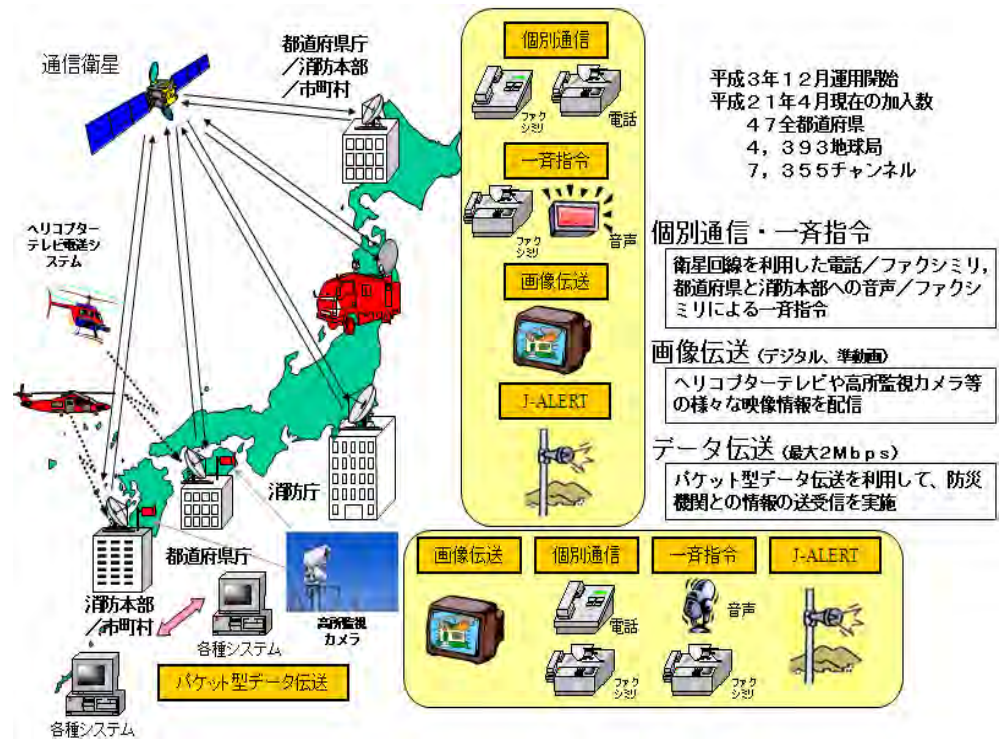 通信衛星
都道府県庁
／消防本部
／市町村
ヘリコプター
テレビ電送シ
ステム
消防庁
都道府県庁
消防本部
／市町村
高所監視
カメラ
各種システム
各種システム
パケット型データ伝送
個別通信
ファク
シミリ
電話
一斉指令
ファク
シミリ
音声
画像伝送
J-ALERT
画像伝送
個別通信
電話
ファク
シミリ
一斉指令
音声
ファク
シミリ
J-ALERT
平成３年１２月運用開始
平成２１年４月現在の加入数
４７全都道府県
４，３９３地球局
７，３５５チャンネル
個別通信・一斉指令
衛星回線を利用した電話／ファクシミリ，
都道府県と消防本部への音声／ファクシ
ミリによる一斉指令
画像伝送（デジタル、準動画）
ヘリコプターテレビや高所監視カメラ等
の様々な映像情報を配信
データ伝送（最大２Ｍｂｐｓ）
パケット型データ伝送を利用して、防災
機関との情報の送受信を実施